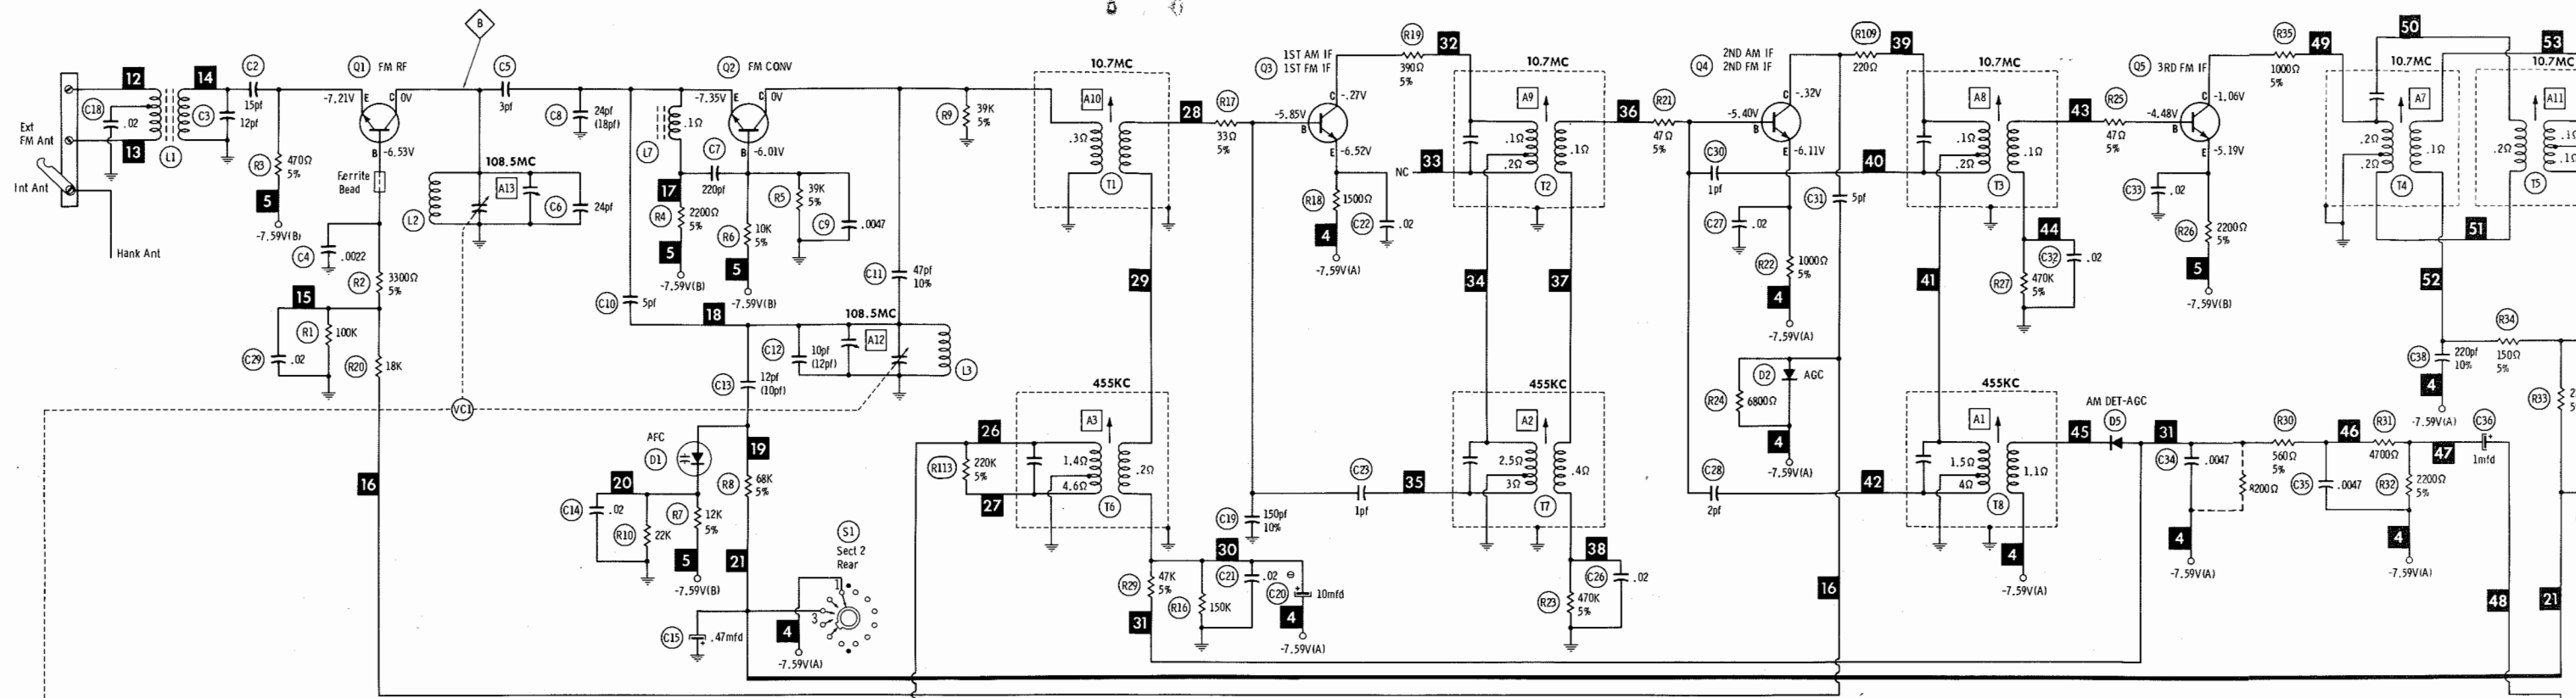 B
C2
15pf
Q1 FM RF
C5
3pf
Q2 FM CONV
12
14
C18
.02
C3
12pf
Ext
FM Ant
13
L1
Int Ant
Hank Ant
R3
470Ω
5%
5
-7.59V(B)
-7.21V
E
C
0V
B
-6.53V
Ferrite
Bead
C4
.0022
R2
3300Ω
5%
15
R1
100K
C29
.02
R20
18K
16
108.5MC
L2
A13
C6
24pf
VC1
C8
24pf
(18pf)
L7
.1Ω
-7.35V
E
C
0V
B
-6.01V
C7
220pf
17
R4
2200Ω
5%
5
-7.59V(B)
R6
10K
5%
5
-7.59V(B)
R5
39K
5%
C9
.0047
C10
5pf
18
C11
47pf
10%
108.5MC
C12
10pf
(12pf)
A12
L3
C13
12pf
(10pf)
AFC
D1
19
20
C14
.02
R10
22K
R7
12K
5%
5
-7.59V(B)
R8
68K
5%
21
C15
.47mfd
S1
Sect 2
Rear
1
3
4
-7.59V(A)
R9
39K
5%
10.7MC
A10
.3Ω
T1
28
R17
33Ω
5%
29
455KC
A3
26
R113
220K
5%
27
1.4Ω
4.6Ω
.2Ω
T6
R29
47K
5%
31
30
R16
150K
C21
.02
C20
10mfd
4
-7.59V(A)
C19
150pf
10%
Q3
1ST AM IF
1ST FM IF
-5.85V
B
C
-.27V
E
-6.52V
R19
390Ω
5%
32
R18
1500Ω
4
-7.59V(A)
C22
.02
NC
33
10.7MC
A9
.1Ω
.2Ω
.1Ω
T2
34
37
C23
1pf
35
455KC
A2
2.5Ω
3Ω
.4Ω
T7
38
R23
470K
5%
C26
.02
36
R21
47Ω
5%
Q4
2ND AM IF
2ND FM IF
-5.40V
B
C
-.32V
E
-6.11V
R109
220Ω
39
C30
1pf
40
C27
.02
R22
1000Ω
5%
4
-7.59V(A)
C31
5pf
D2
AGC
R24
6800Ω
4
-7.59V(A)
C28
2pf
42
16
10.7MC
A8
.1Ω
.2Ω
.1Ω
T3
41
44
C32
.02
R27
470K
5%
455KC
A1
1.5Ω
4Ω
1.1Ω
T8
4
-7.59V(A)
43
R25
47Ω
5%
Q5
3RD FM IF
-4.48V
B
C
-1.06V
E
-5.19V
C33
.02
R26
2200Ω
5%
5
-7.59V(B)
R35
1000Ω
5%
49
50
53
10.7MC
A7
.2Ω
.2Ω
.1Ω
T4
10.7MC
A11
.2Ω
T5
51
52
R34
150Ω
5%
C38
220pf
10%
4
-7.59V(A)
R33
AM DET-AGC
45
D5
31
C34
.0047
8200Ω
4
-7.59V(A)
R30
560Ω
5%
46
R31
4700Ω
C35
.0047
R32
2200Ω
5%
4
-7.59V(A)
47
C36
1mfd
48
21